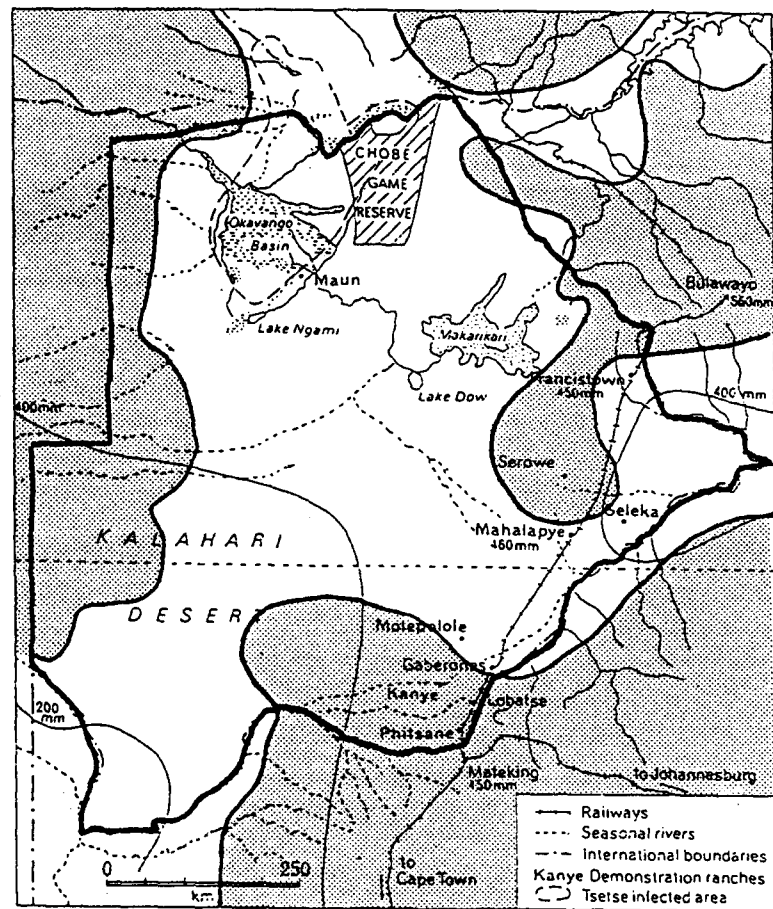 CHOBE
GAME
RESERVE
Okavango
Basin
Maun
Bulawayo
560mm
Lake Ngami
Makarikari
Lake Dow
Francistown
450mm
400mm
400mm
Serowe
Seleka
Mahalapye
460mm
KALAHARI
DESERT
Molepolole
Gaberones
Kanye
Lobatse
Phitsane
200
mm
Mafeking
450mm
to Johannesburg
to
Cape Town
0 250
km
Railways
Seasonal rivers
International boundaries
Kanye Demonstration ranches
Tsetse infected area